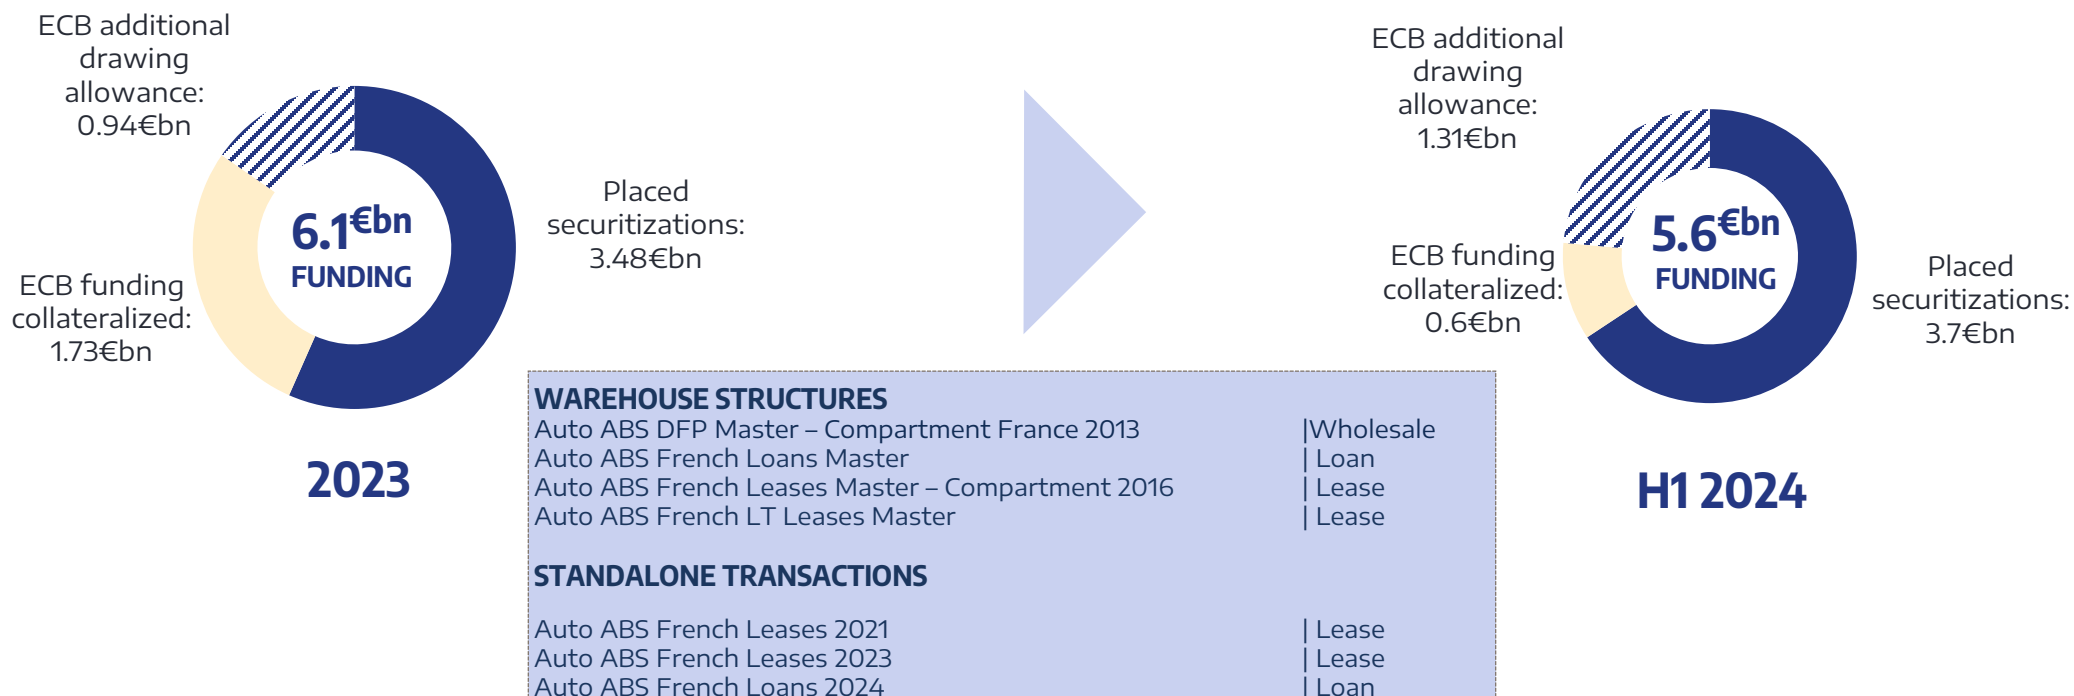 ECB additional
drawing
allowance:
0.94€bn
6.1€bn
FUNDING
Placed
securitizations:
3.48€bn
ECB funding
collateralized:
1.73€bn
2023
ECB additional
drawing
allowance:
1.31€bn
5.6€bn
FUNDING
ECB funding
collateralized:
0.6€bn
Placed
securitizations:
3.7€bn
H1 2024
WAREHOUSE STRUCTURES
Auto ABS DFP Master – Compartment France 2013 |Wholesale
Auto ABS French Loans Master | Loan
Auto ABS French Leases Master – Compartment 2016 | Lease
Auto ABS French LT Leases Master | Lease
STANDALONE TRANSACTIONS
Auto ABS French Leases 2021 | Lease
Auto ABS French Leases 2023 | Lease
Auto ABS French Loans 2024 | Loan